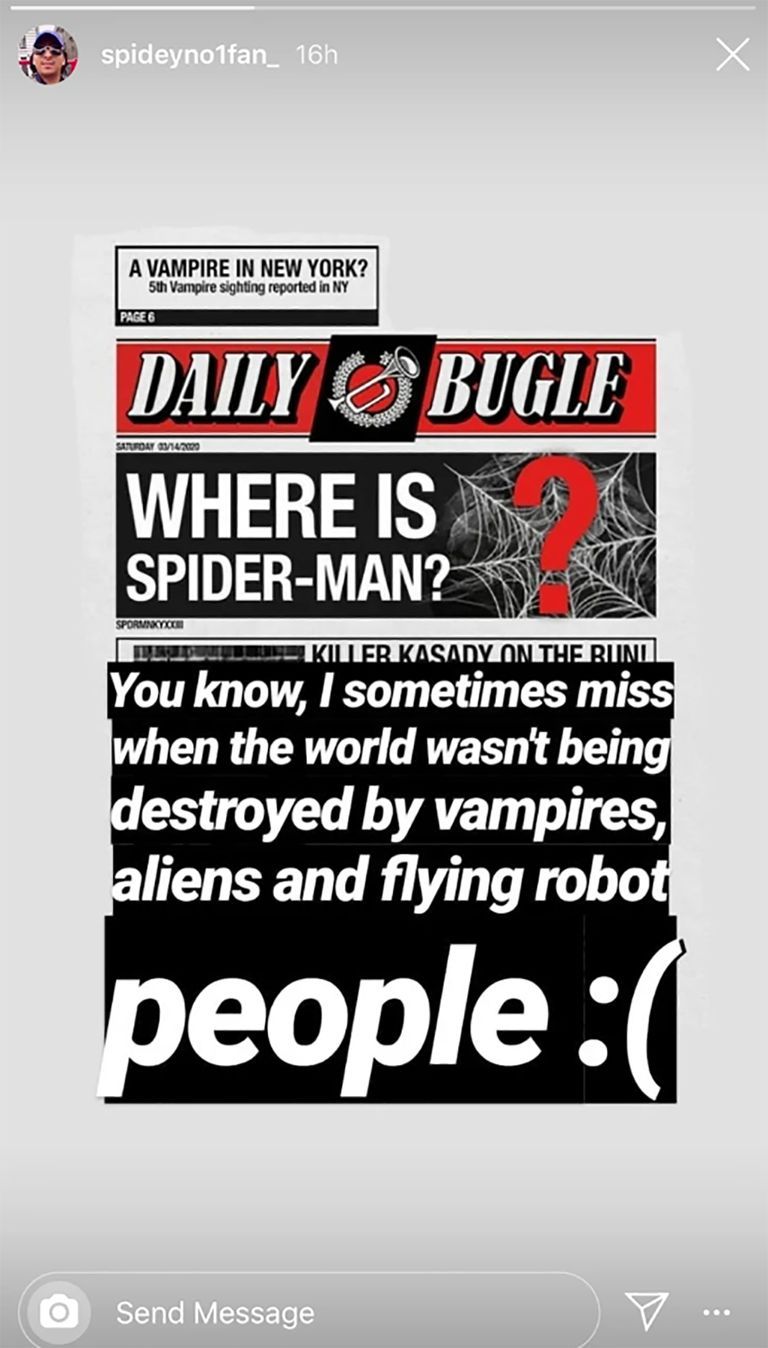 spideyno1fan_ 16h
A VAMPIRE IN NEW YORK?
5th Vampire sighting reported in NY
PAGE 6
DAILY BUGLE
SATURDAY 03/14/2020
WHERE IS
SPIDER-MAN?
SPDRMNKYXXIII
KILLER KASADY ON THE RUN!
You know, I sometimes miss
when the world wasn't being
destroyed by vampires,
aliens and flying robot
people :(
Send Message